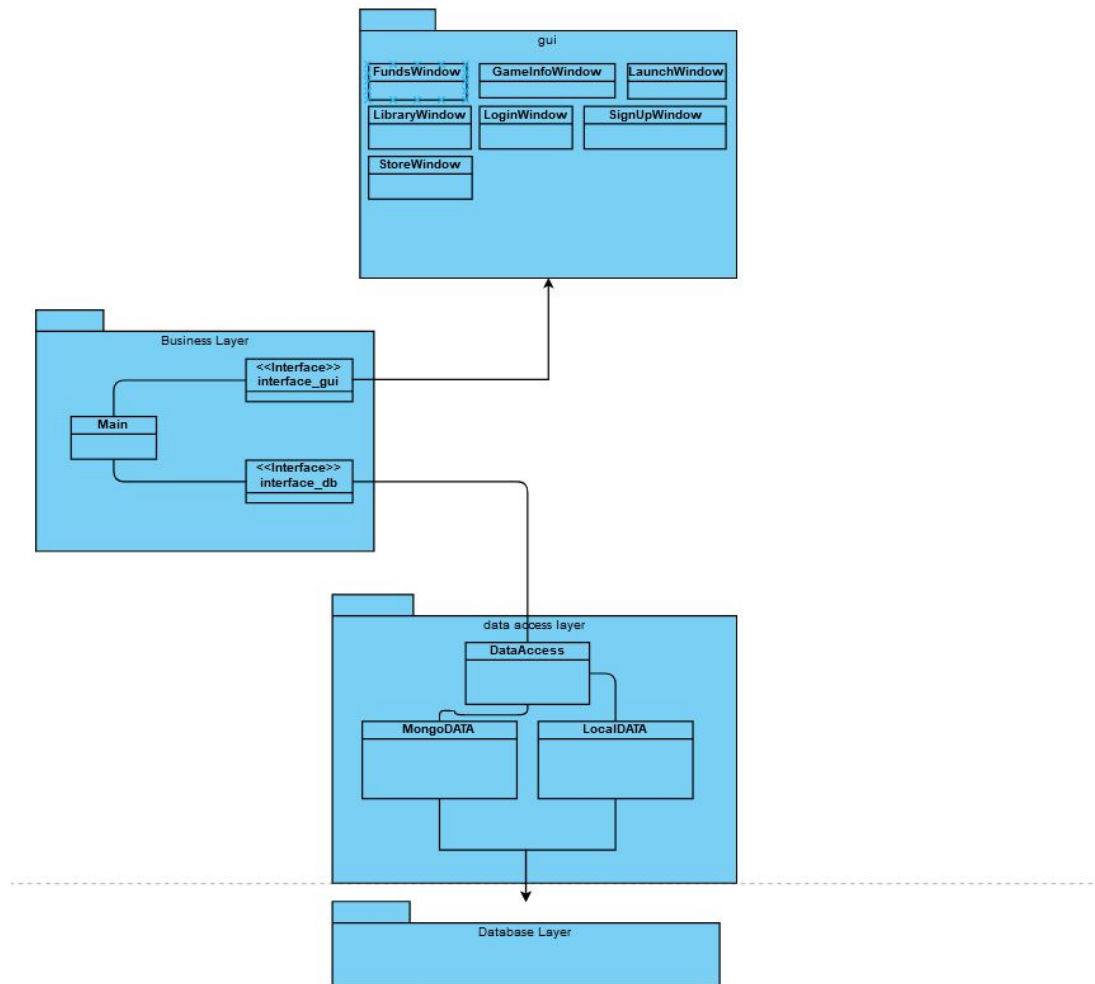 gui
FundsWindow
GameInfoWindow
LaunchWindow
LibraryWindow
LoginWindow
SignUpWindow
StoreWindow
Business Layer
<<Interface>>
interface_gui
Main
<<Interface>>
interface_db
data access layer
DataAccess
MongoDATA
LocalDATA
Database Layer